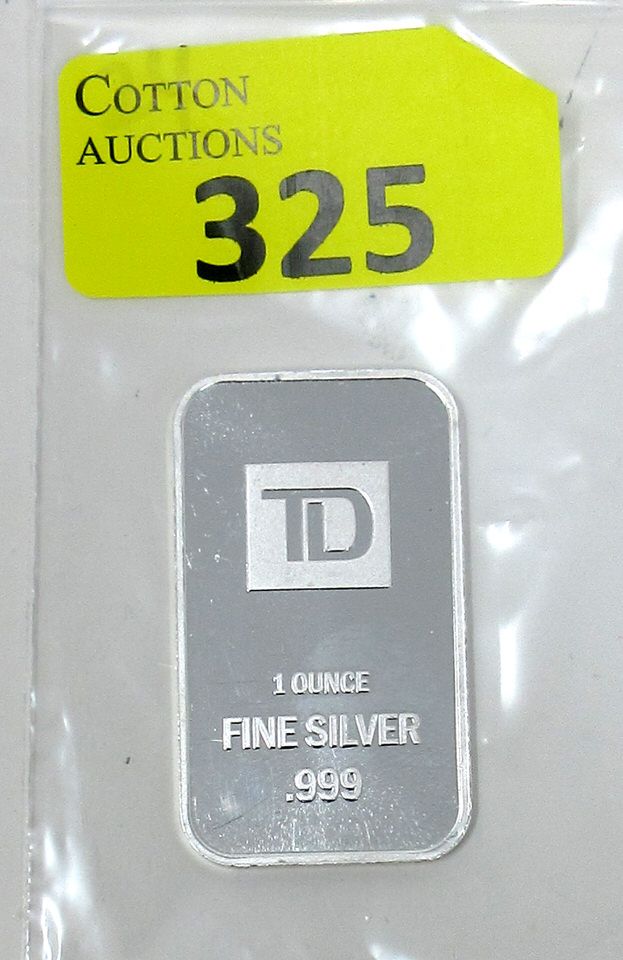 COTTON
AUCTIONS
325
TD
1 OUNCE
FINE SILVER
.999